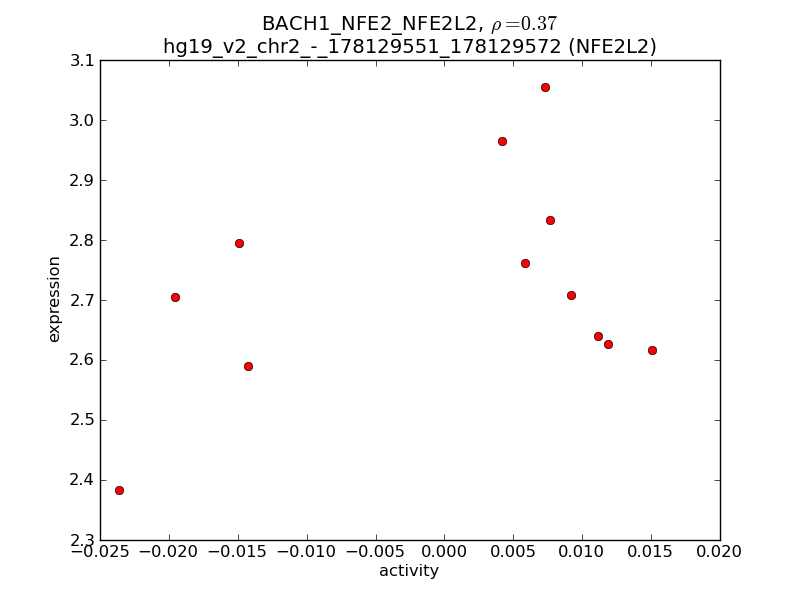 BACH1_NFE2_NFE2L2, ρ=0.37
hg19_v2_chr2_-_178129551_178129572 (NFE2L2)
3.1
3.0
2.9
2.8
2.7
2.6
2.5
2.4
2.3
expression
−0.025 −0.020 −0.015 −0.010 −0.005 0.000 0.005 0.010 0.015 0.020
activity